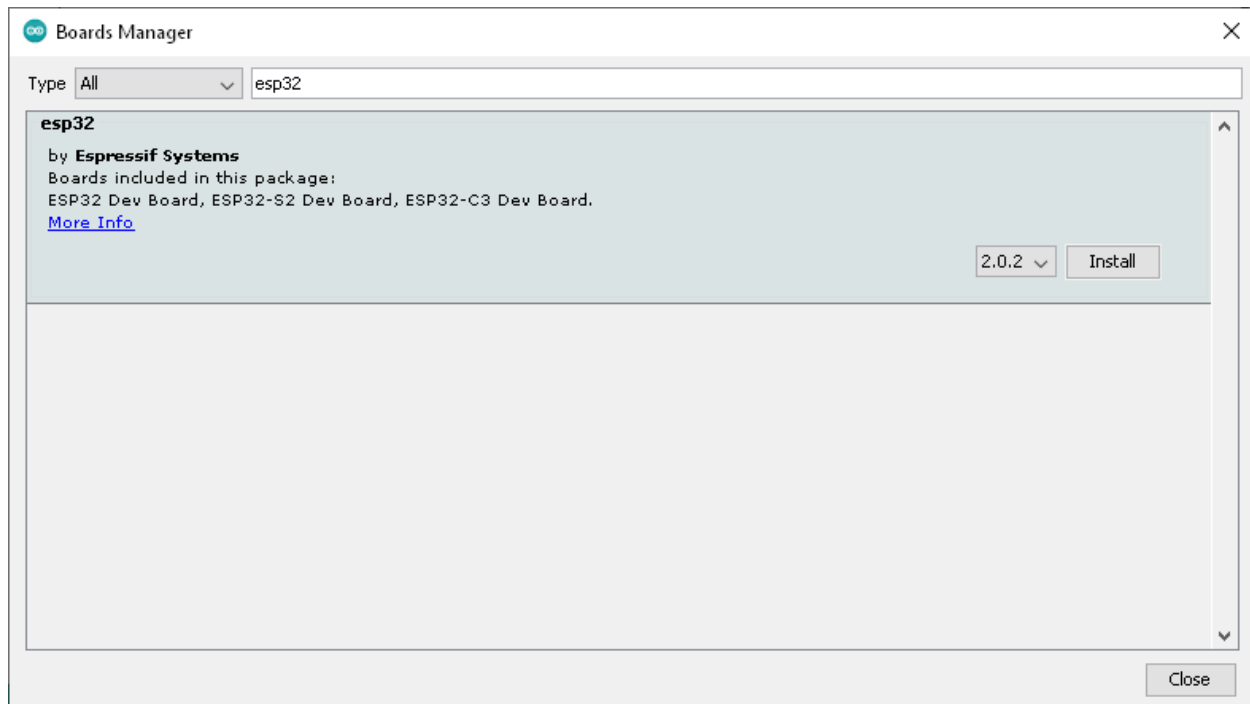 Boards Manager
Type All esp32
esp32
by Espressif Systems
Boards included in this package:
ESP32 Dev Board, ESP32-S2 Dev Board, ESP32-C3 Dev Board.
More Info
2.0.2 Install
Close